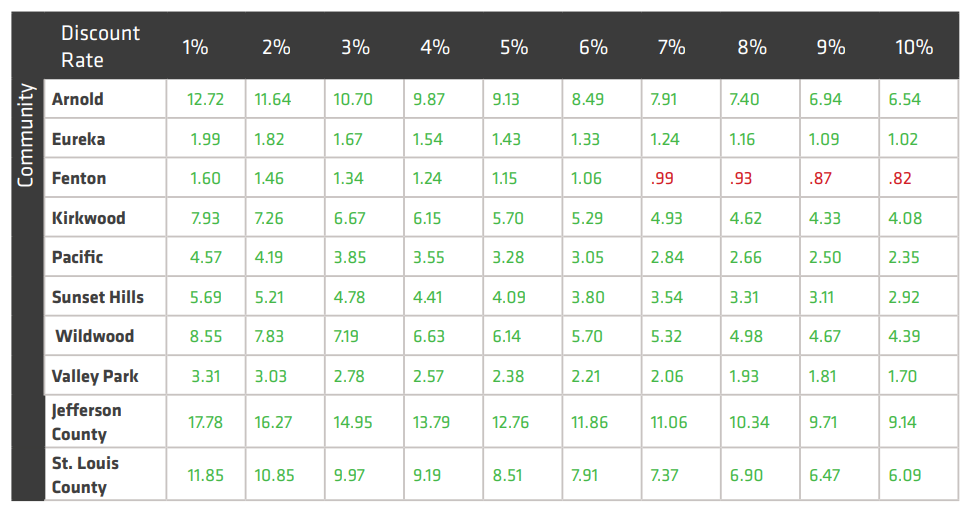 Discount Rate 1% 2% 3% 4% 5% 6% 7% 8% 9% 10%
Community
Arnold 12.72 11.64 10.70 9.87 9.13 8.49 7.91 7.40 6.94 6.54
Eureka 1.99 1.82 1.67 1.54 1.43 1.33 1.24 1.16 1.09 1.02
Fenton 1.60 1.46 1.34 1.24 1.15 1.06 .99 .93 .87 .82
Kirkwood 7.93 7.26 6.67 6.15 5.70 5.29 4.93 4.62 4.33 4.08
Pacific 4.57 4.19 3.85 3.55 3.28 3.05 2.84 2.66 2.50 2.35
Sunset Hills 5.69 5.21 4.78 4.41 4.09 3.80 3.54 3.31 3.11 2.92
Wildwood 8.55 7.83 7.19 6.63 6.14 5.70 5.32 4.98 4.67 4.39
Valley Park 3.31 3.03 2.78 2.57 2.38 2.21 2.06 1.93 1.81 1.70
Jefferson County 17.78 16.27 14.95 13.79 12.76 11.86 11.06 10.34 9.71 9.14
St. Louis County 11.85 10.85 9.97 9.19 8.51 7.91 7.37 6.90 6.47 6.09